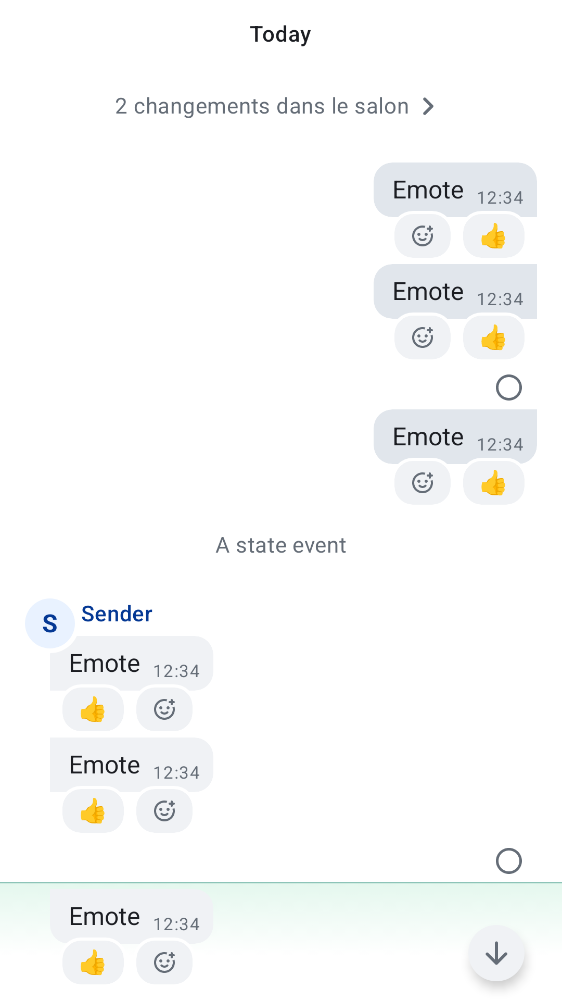 Today
2 changements dans le salon
Emote 12:34
👍
Emote 12:34
👍
Emote 12:34
👍
A state event
S Sender
Emote 12:34
👍
Emote 12:34
👍
Emote 12:34
👍